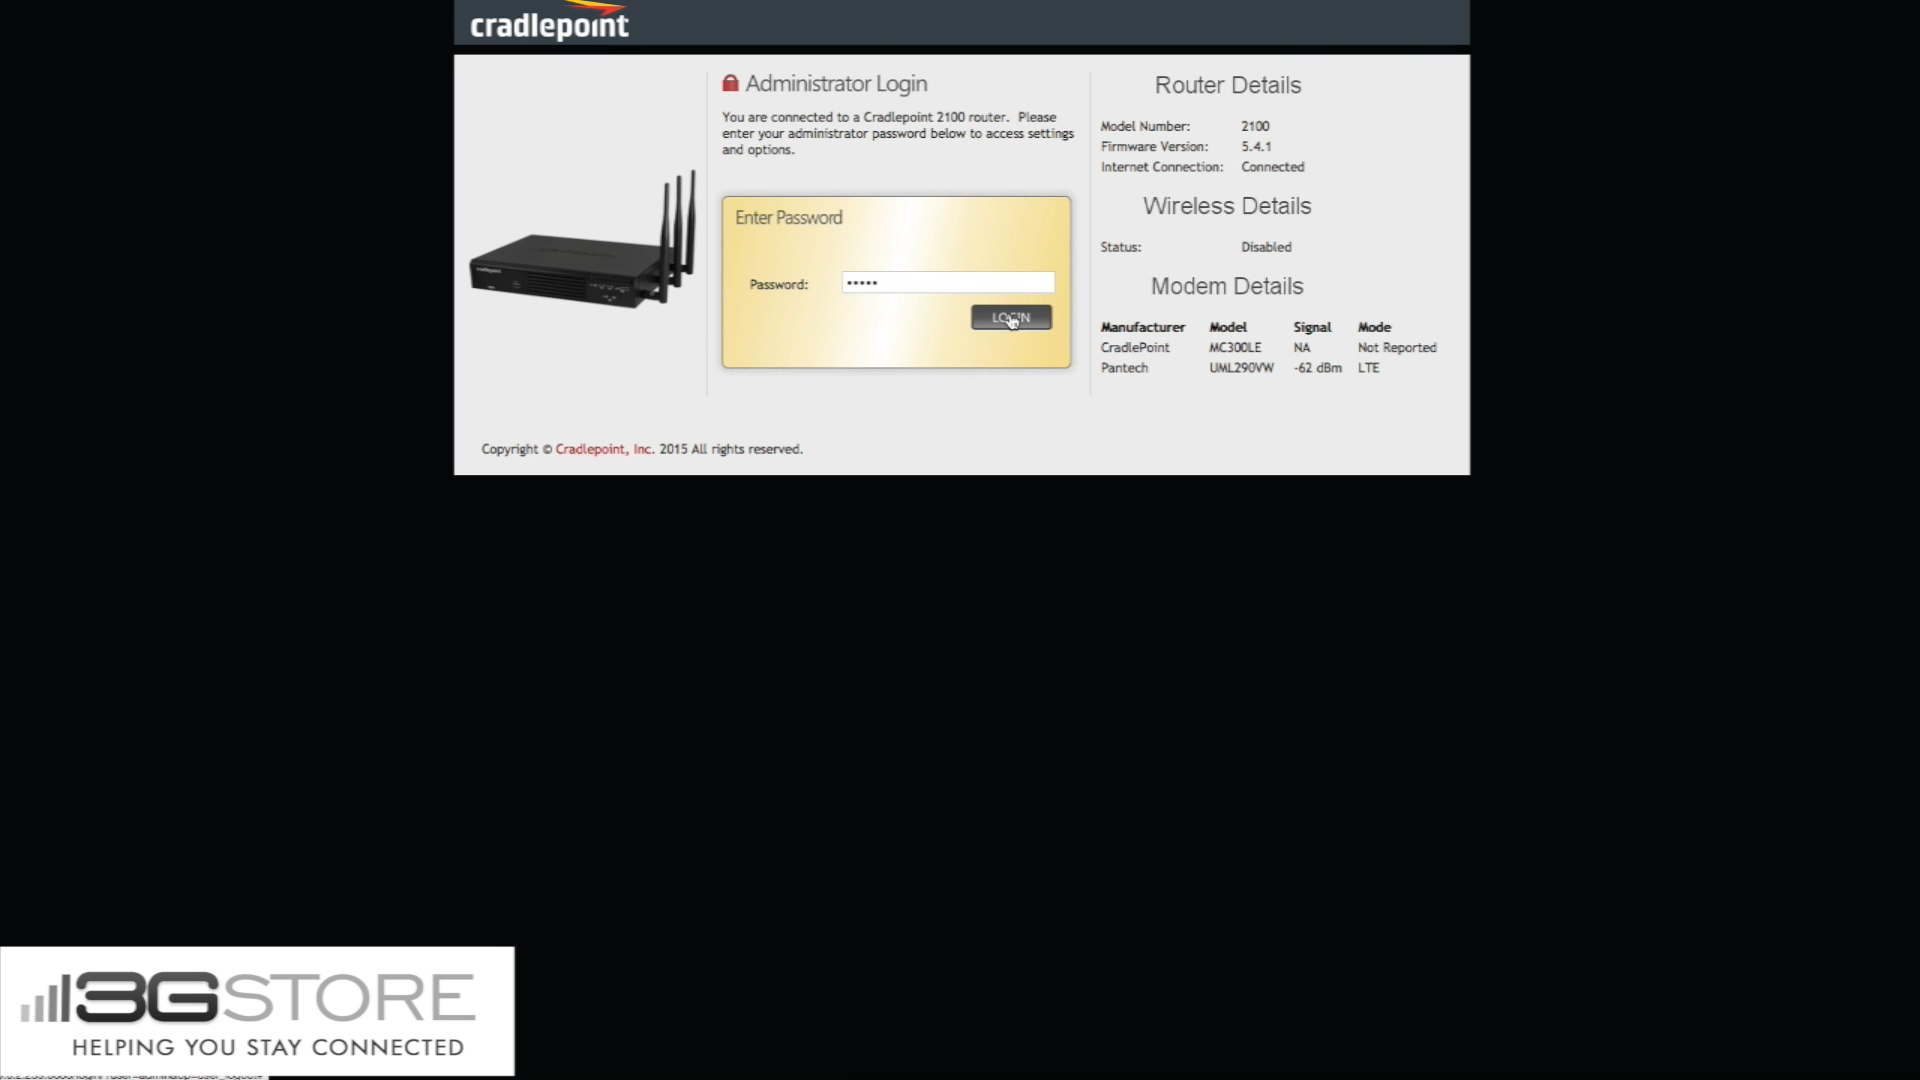 cradlepoint
Administrator Login
You are connected to a Cradlepoint 2100 router. Please
enter your administrator password below to access settings
and options.
Enter Password
Password: •••••
LOGIN
Router Details
Model Number: 2100
Firmware Version: 5.4.1
Internet Connection: Connected
Wireless Details
Status: Disabled
Modem Details
Manufacturer Model Signal Mode
CradlePoint MC300LE NA Not Reported
Pantech UML290VW -62 dBm LTE
Copyright © Cradlepoint, Inc. 2015 All rights reserved.
3GSTORE
HELPING YOU STAY CONNECTED